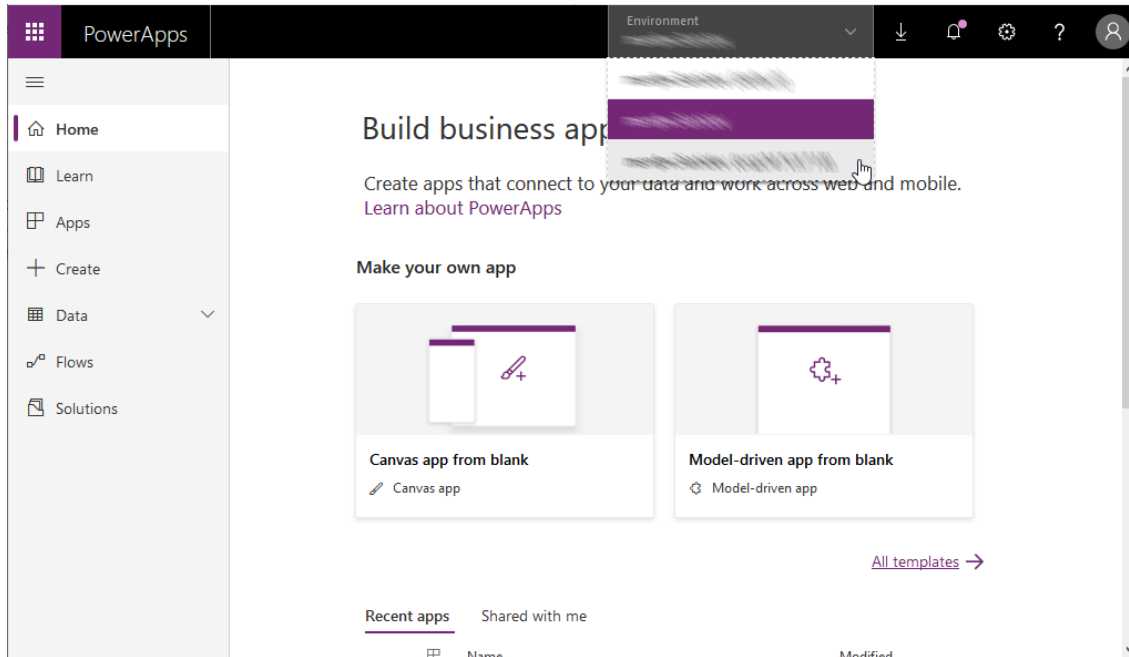 PowerApps
Environment
?
Home
Learn
Apps
Create
Data
Flows
Solutions
Build business app
Create apps that connect to your data and work across web and mobile.
Learn about PowerApps
Make your own app
Canvas app from blank
Canvas app
Model-driven app from blank
Model-driven app
All templates
Recent apps Shared with me
Name Modified